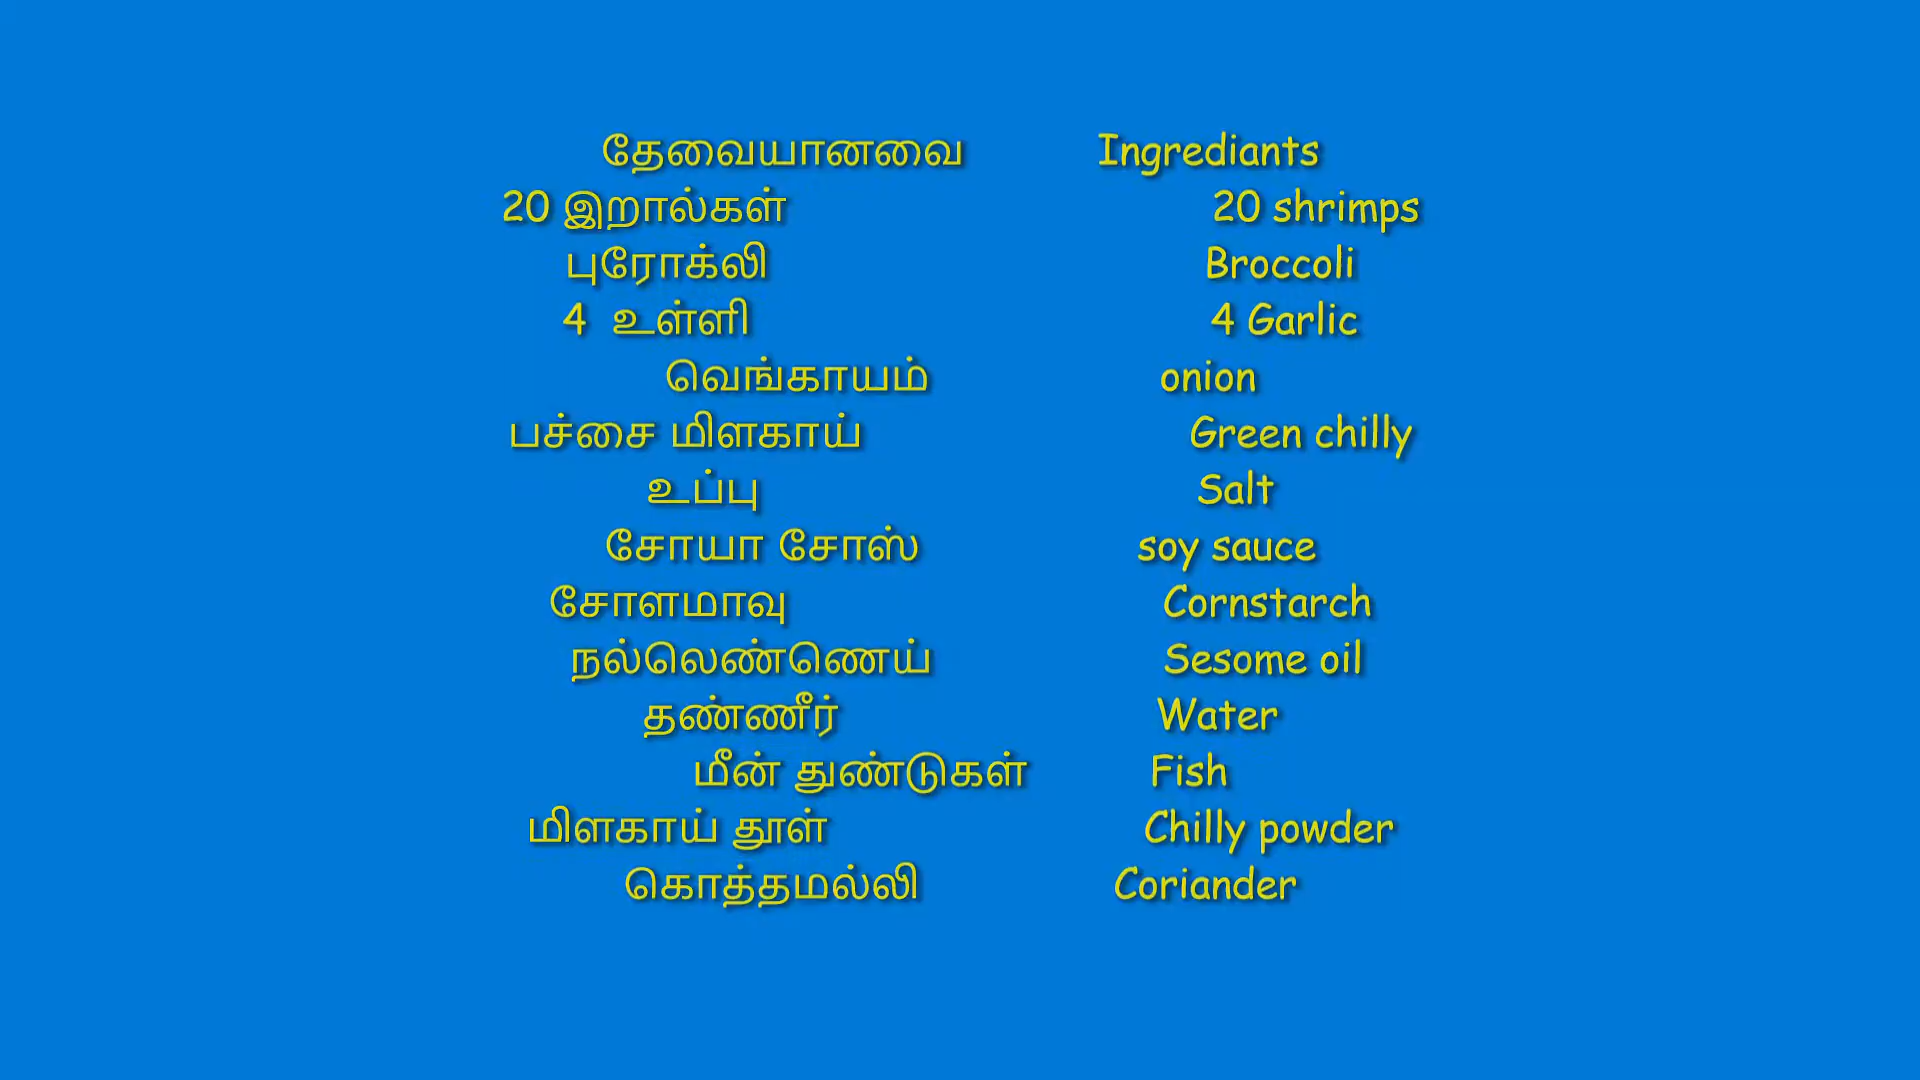 தேவையானவை Ingrediants
20 இறால்கள் 20 shrimps
புரோக்லி Broccoli
4 உள்ளி 4 Garlic
வெங்காயம் onion
பச்சை மிளகாய் Green chilly
உப்பு Salt
சோயா சோஸ் soy sauce
சோளமாவு Cornstarch
நல்லெண்ணெய் Sesome oil
தண்ணீர் Water
மீன் துண்டுகள் Fish
மிளகாய் தூள் Chilly powder
கொத்தமல்லி Coriander